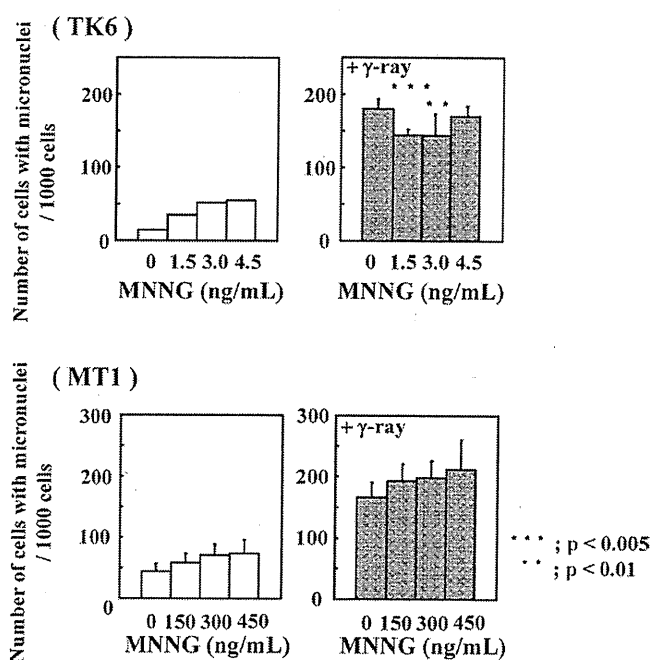 ( TK6 )
Number of cells with micronuclei
/ 1000 cells
200
100
0
0 1.5 3.0 4.5
MNNG (ng/mL)
+ γ-ray
* * *
* *
200
100
0
0 1.5 3.0 4.5
MNNG (ng/mL)
( MT1 )
Number of cells with micronuclei
/ 1000 cells
300
200
100
0
0 150 300 450
MNNG (ng/mL)
+ γ-ray
300
200
100
0
0 150 300 450
MNNG (ng/mL)
* * * ; p < 0.005
* * ; p < 0.01